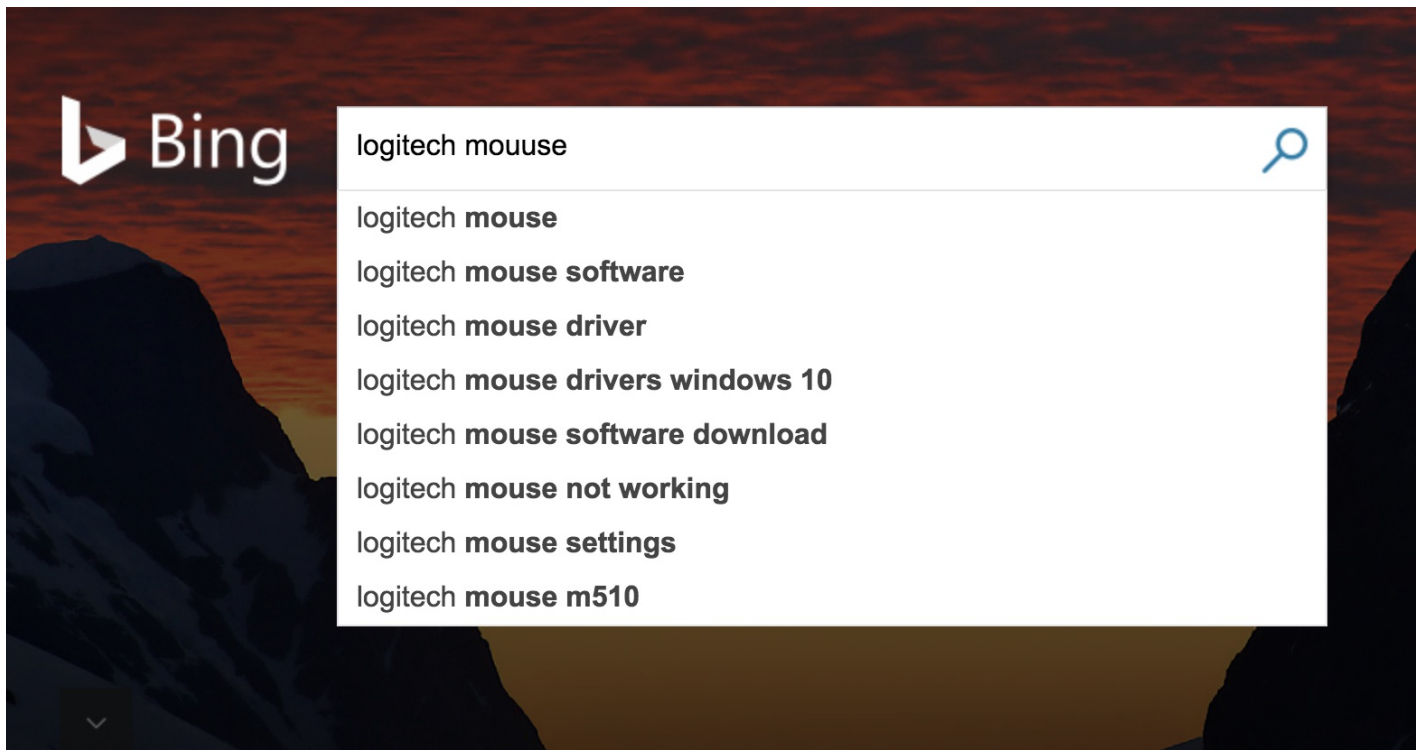 Bing
logitech mouuse
logitech mouse
logitech mouse software
logitech mouse driver
logitech mouse drivers windows 10
logitech mouse software download
logitech mouse not working
logitech mouse settings
logitech mouse m510